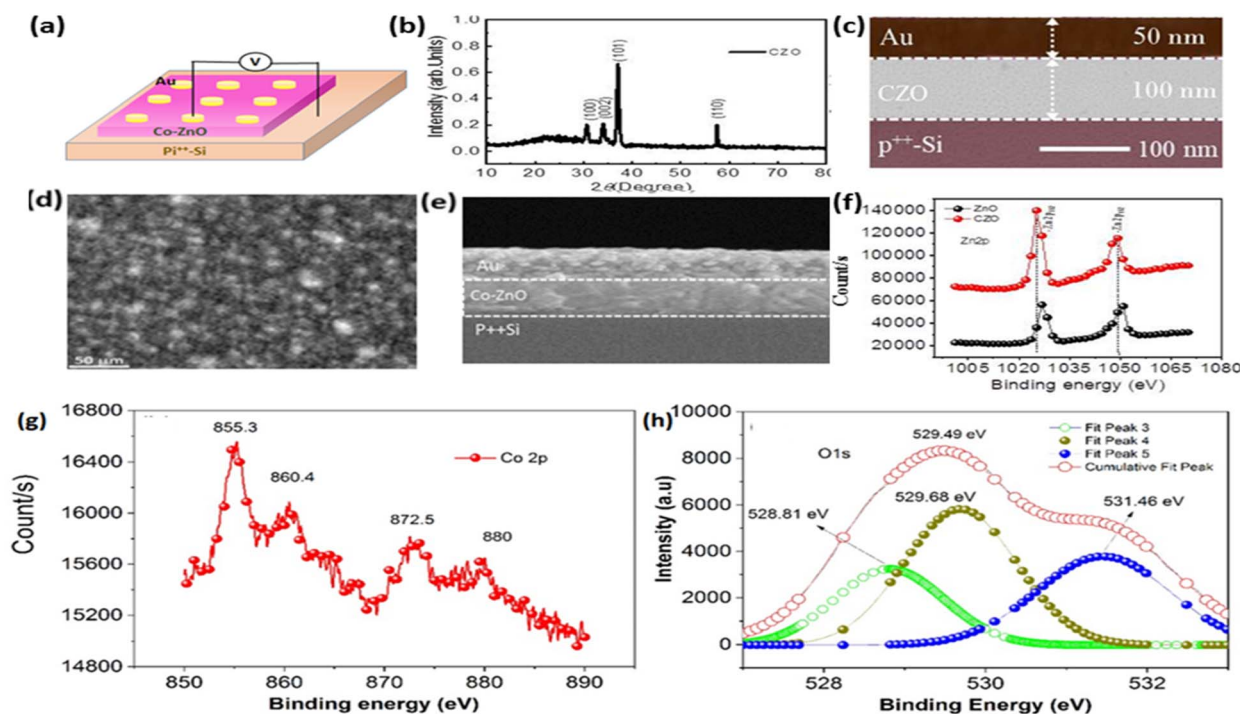 (a)
V
Au
Co-ZnO
Pi⁺⁺-Si
(b)
Intensity (arb.Units)
1.0
0.8
0.6
0.4
0.2
0.0
CZO
(100)
(002)
(101)
(110)
10 20 30 40 50 60 70 80
2θ(Degree)
(c)
Au
50 nm
CZO
100 nm
p⁺⁺-Si
100 nm
(d)
50 μm
(e)
Au
Co-ZnO
P++Si
(f)
Count/s
140000
120000
100000
80000
60000
40000
20000
ZnO
CZO
Zn2p
1005 1020 1035 1050 1065 1080
Binding energy (eV)
(g)
Count/s
16800
16400
16000
15600
15200
14800
855.3
860.4
872.5
880
Co 2p
850 855 860 864 870 874 880 884 890
Binding energy (eV)
(h)
Intensity (a.u)
10000
8000
6000
4000
2000
0
O1s
529.49 eV
529.68 eV
528.81 eV
531.46 eV
Fit Peak 3
Fit Peak 4
Fit Peak 5
Cumulative Fit Peak
528 530 532
Binding Energy (eV)